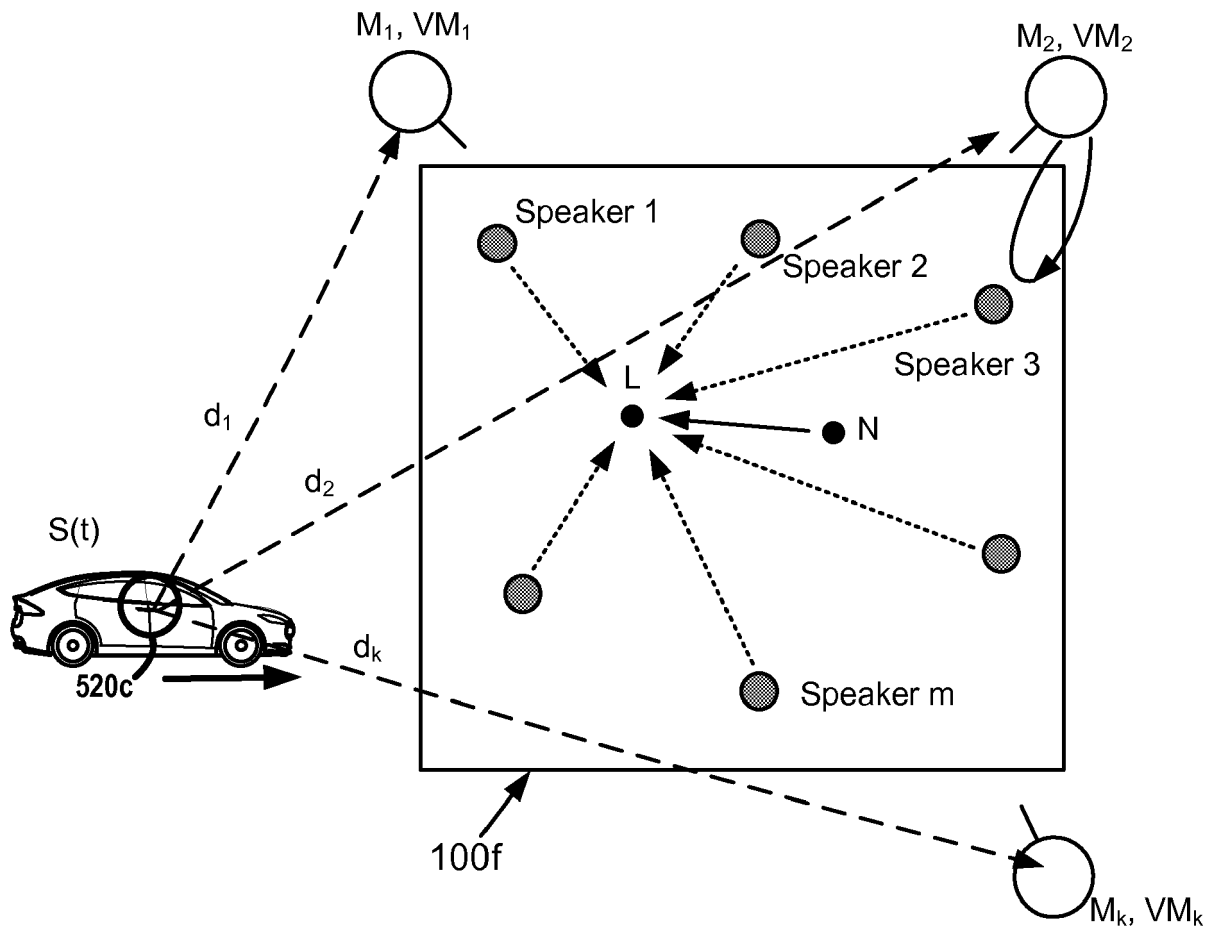 M₁, VM₁
M₂, VM₂
Speaker 1
Speaker 2
Speaker 3
L
N
d₁
d₂
S(t)
520c
dₖ
Speaker m
100f
Mₖ, VMₖ